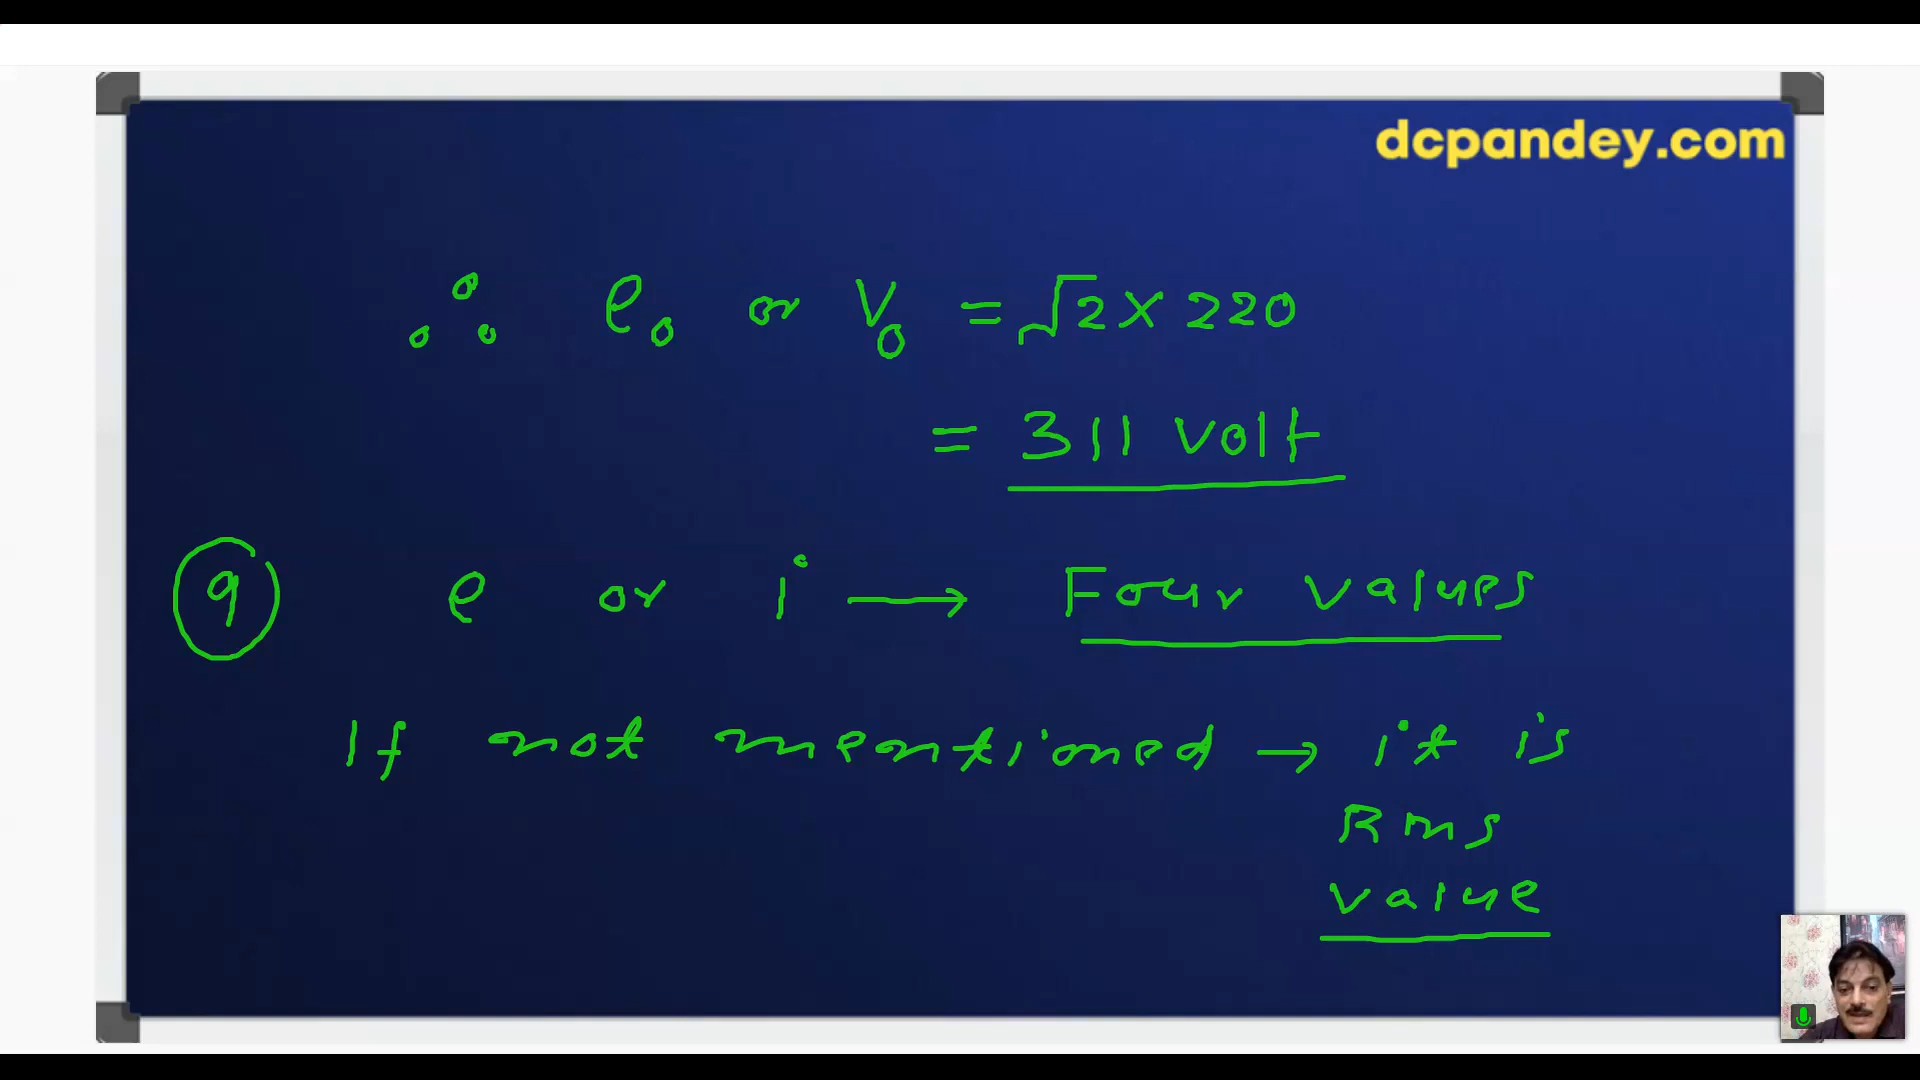 dcpandey.com
∴ e₀ or V₀ = √2 × 220
= 311 volt
9 e or i → Four values
If not mentioned → it is
Rms
value